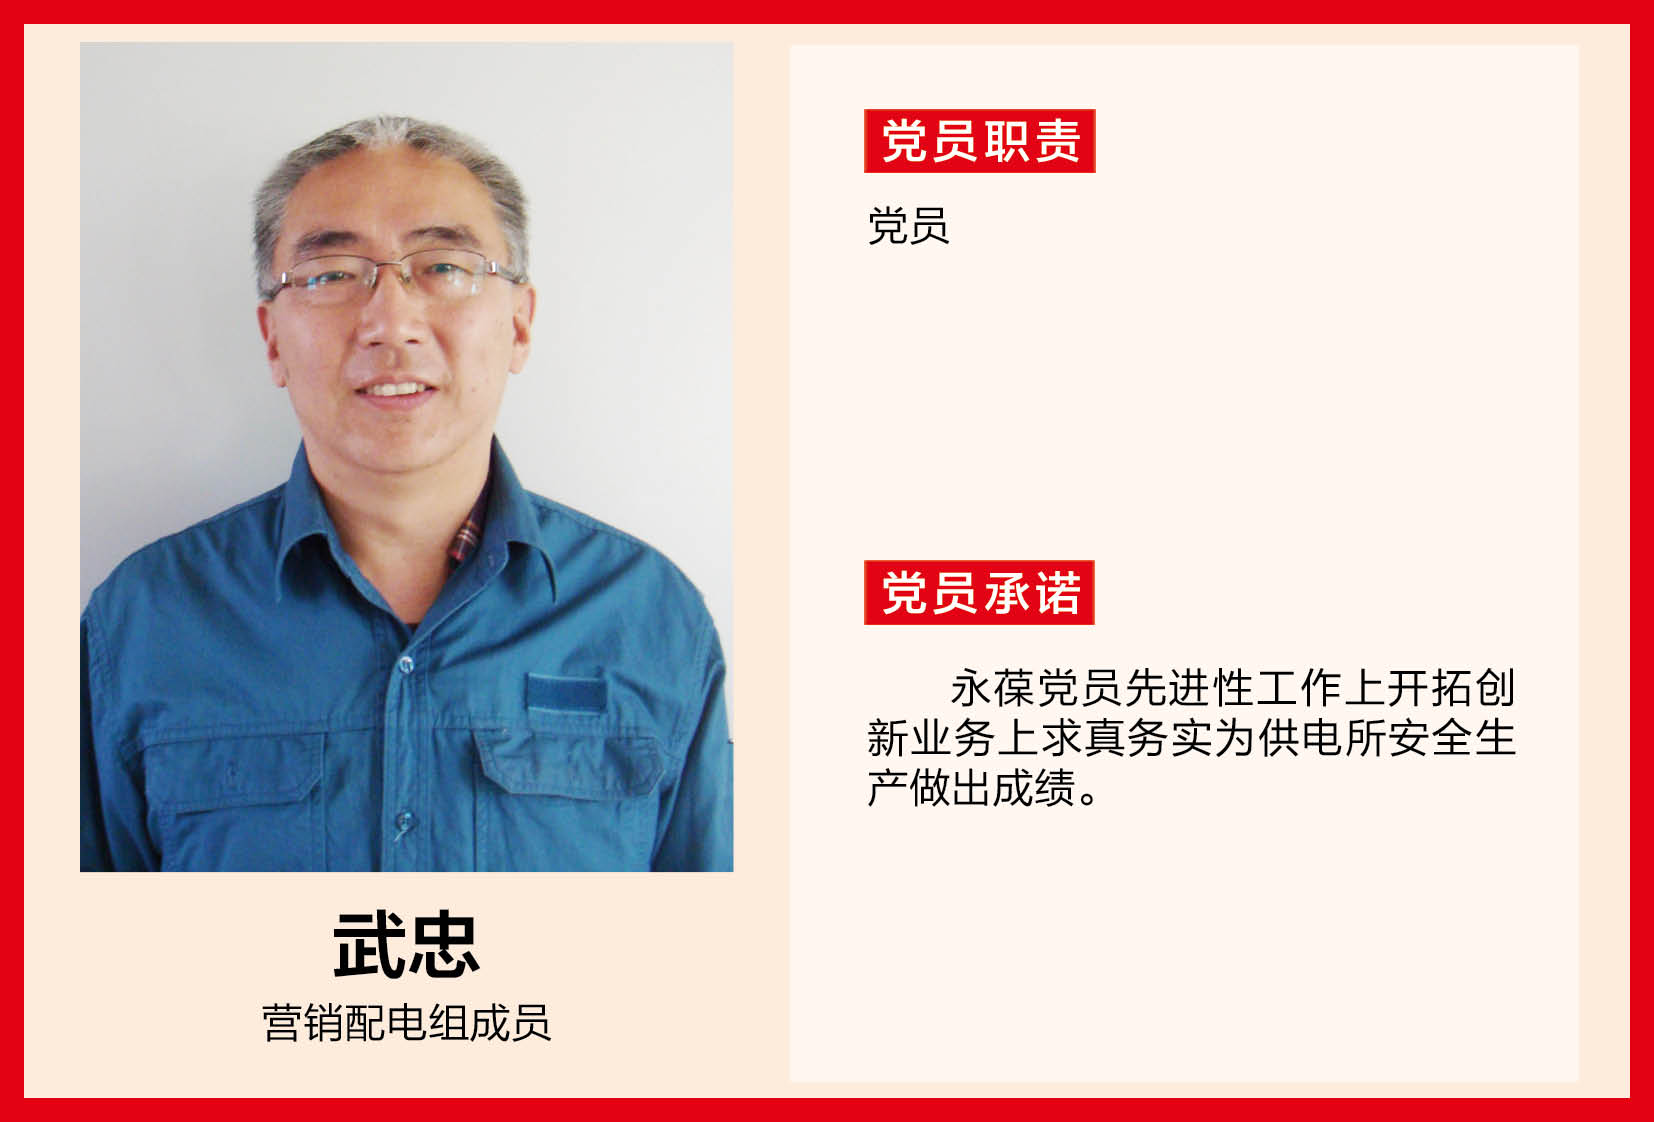 武忠
营销配电组成员
党员职责
党员
党员承诺
永葆党员先进性工作上开拓创
新业务上求真务实为供电所安全生
产做出成绩。